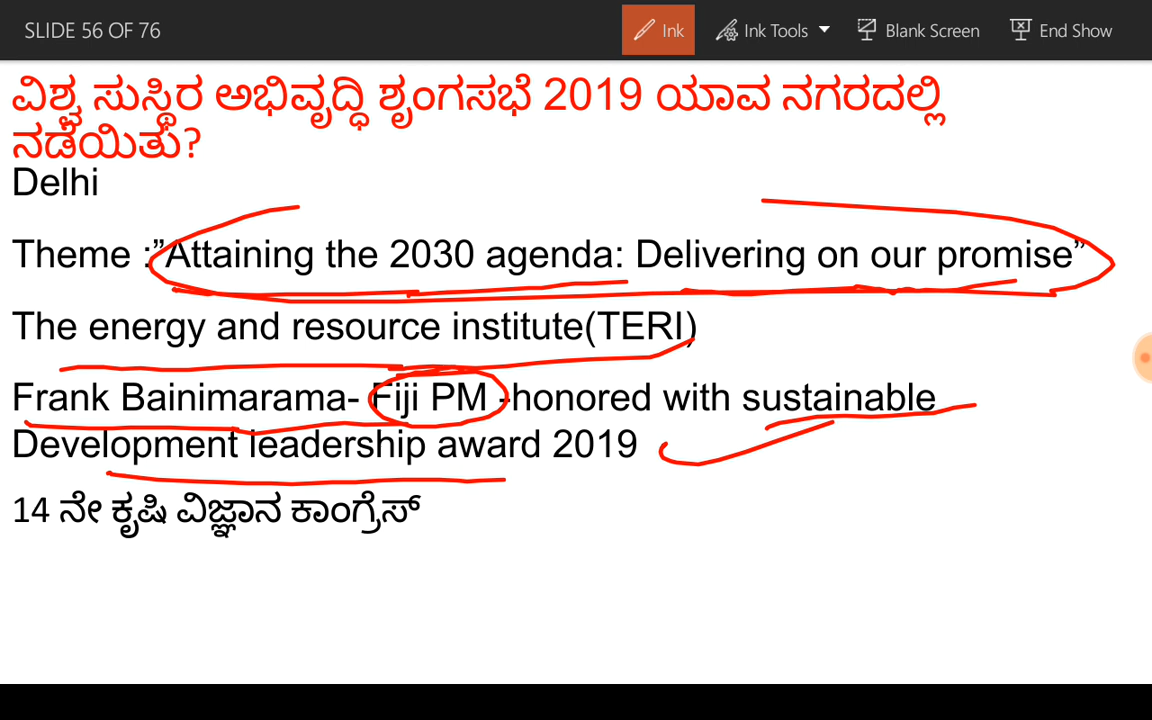 SLIDE 56 OF 76
Ink
Ink Tools
Blank Screen
End Show
ವಿಶ್ವ ಸುಸ್ಥಿರ ಅಭಿವೃದ್ಧಿ ಶೃಂಗಸಭೆ 2019 ಯಾವ ನಗರದಲ್ಲಿ
ನಡೆಯಿತು?
Delhi
Theme :”Attaining the 2030 agenda: Delivering on our promise”
The energy and resource institute(TERI)
Frank Bainimarama- Fiji PM -honored with sustainable
Development leadership award 2019
14 ನೇ ಕೃಷಿ ವಿಜ್ಞಾನ ಕಾಂಗ್ರೆಸ್